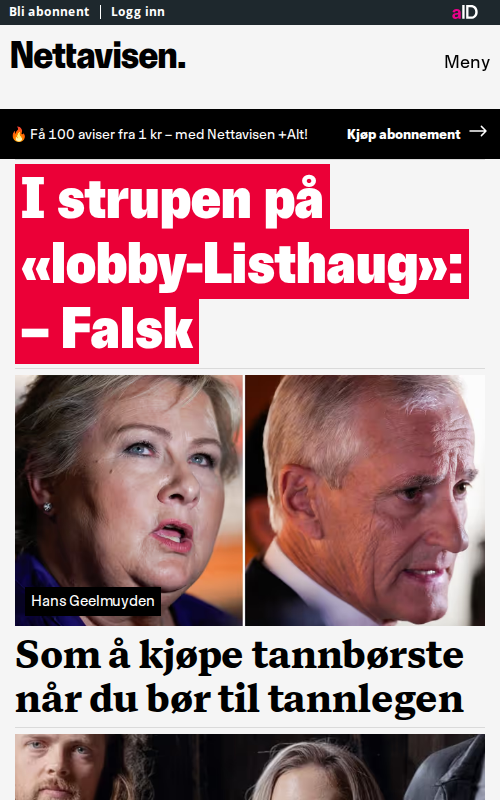 Bli abonnent | Logg inn
aID
Nettavisen.
Meny
🔥 Få 100 aviser fra 1 kr – med Nettavisen +Alt!
Kjøp abonnement →
I strupen på
«lobby-Listhaug»:
– Falsk
Hans Geelmuyden
Som å kjøpe tannbørste
når du bør til tannlegen